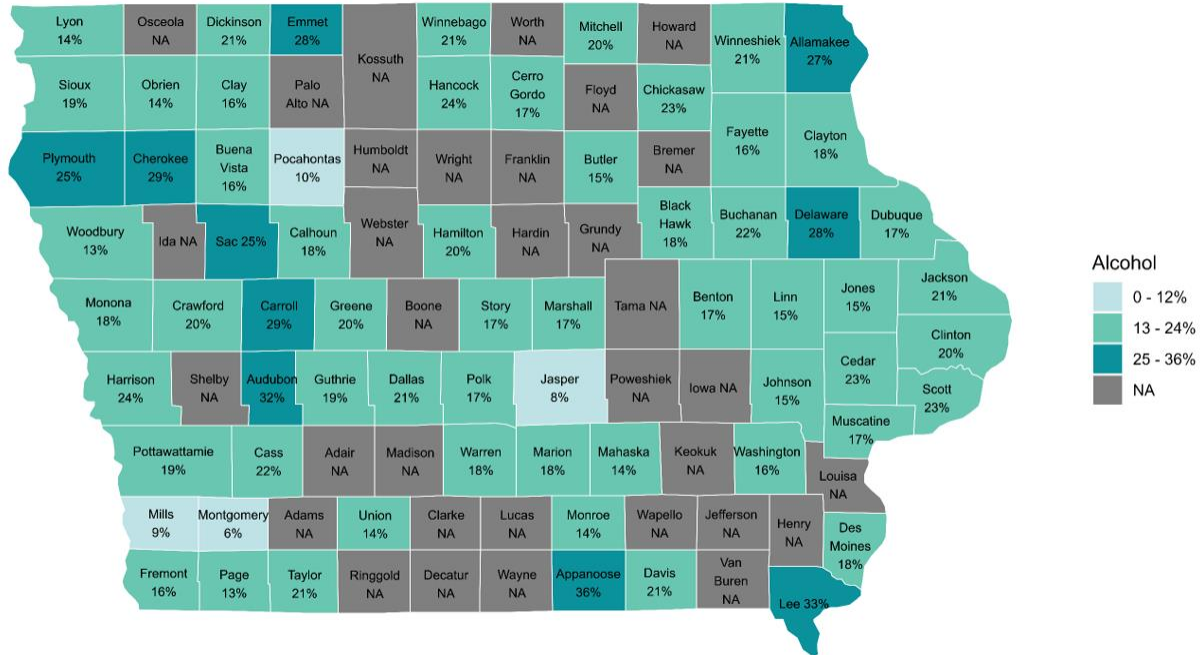 Lyon
14%
Osceola
NA
Dickinson
21%
Emmet
28%
Kossuth
NA
Winnebago
21%
Worth
NA
Mitchell
20%
Howard
NA
Winneshiek
21%
Allamakee
27%
Sioux
19%
Obrien
14%
Clay
16%
Palo
Alto NA
Hancock
24%
Cerro
Gordo
17%
Floyd
NA
Chickasaw
23%
Fayette
16%
Clayton
18%
Plymouth
25%
Cherokee
29%
Buena
Vista
16%
Pocahontas
10%
Humboldt
NA
Wright
NA
Franklin
NA
Butler
15%
Bremer
NA
Woodbury
13%
Ida NA
Sac 25%
Calhoun
18%
Webster
NA
Hamilton
20%
Hardin
NA
Grundy
NA
Black
Hawk
18%
Buchanan
22%
Delaware
28%
Dubuque
17%
Monona
18%
Crawford
20%
Carroll
29%
Greene
20%
Boone
NA
Story
17%
Marshall
17%
Tama NA
Benton
17%
Linn
15%
Jones
15%
Jackson
21%
Clinton
20%
Harrison
24%
Shelby
NA
Audubon
32%
Guthrie
19%
Dallas
21%
Polk
17%
Jasper
8%
Poweshiek
NA
Iowa NA
Johnson
15%
Cedar
23%
Scott
23%
Muscatine
17%
Pottawattamie
19%
Cass
22%
Adair
NA
Madison
NA
Warren
18%
Marion
18%
Mahaska
14%
Keokuk
NA
Washington
16%
Louisa
NA
Mills
9%
Montgomery
6%
Adams
NA
Union
14%
Clarke
NA
Lucas
NA
Monroe
14%
Wapello
NA
Jefferson
NA
Henry
NA
Des
Moines
18%
Fremont
16%
Page
13%
Taylor
21%
Ringgold
NA
Decatur
NA
Wayne
NA
Appanoose
36%
Davis
21%
Van
Buren
NA
Lee 33%
Alcohol
0 - 12%
13 - 24%
25 - 36%
NA